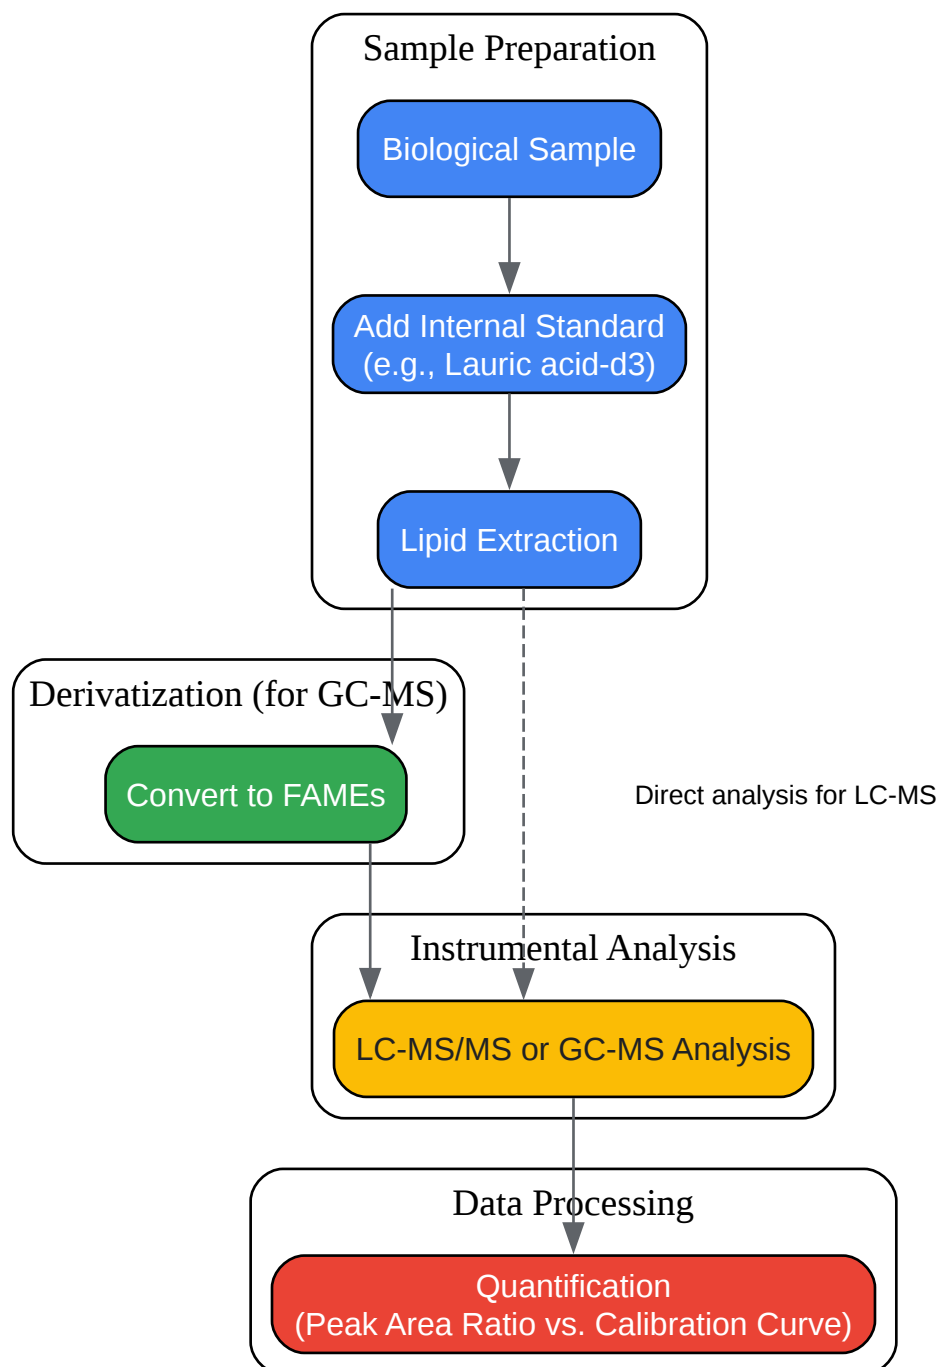 Sample Preparation
Biological Sample
Add Internal Standard
(e.g., Lauric acid-d3)
Lipid Extraction
Derivatization (for GC-MS)
Convert to FAMEs
Direct analysis for LC-MS
Instrumental Analysis
LC-MS/MS or GC-MS Analysis
Data Processing
Quantification
(Peak Area Ratio vs. Calibration Curve)